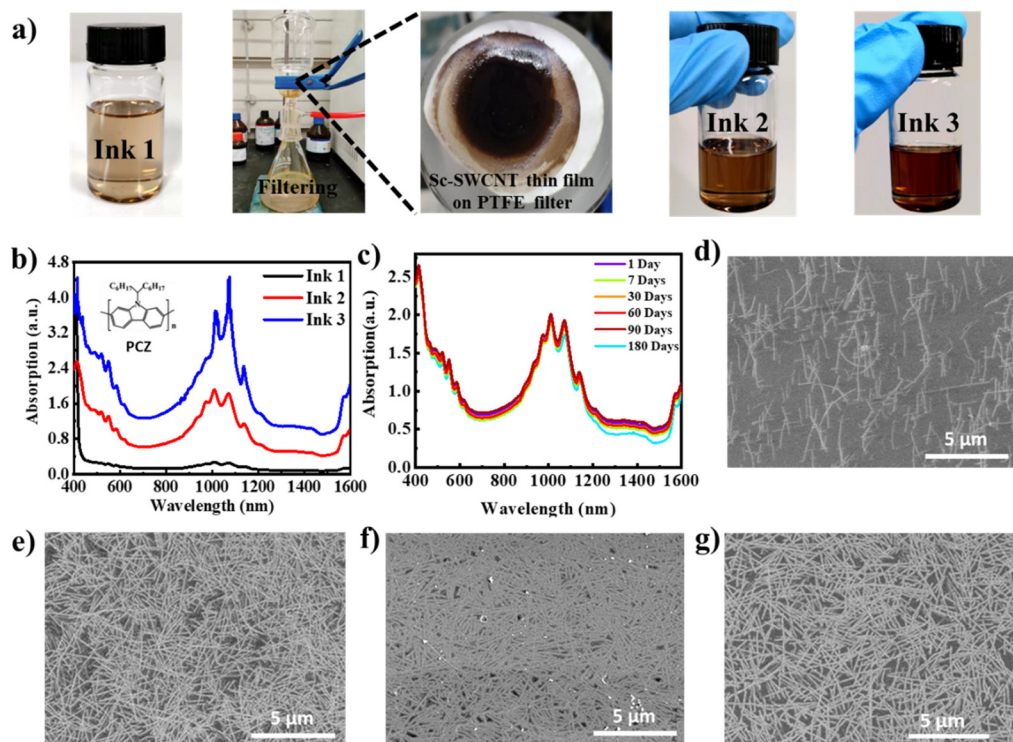 a)
Ink 1
Filtering
Sc-SWCNT thin film
on PTFE filter
Ink 2
Ink 3
b)
Absorption (a.u.)
4.8
4.0
3.2
2.4
1.6
0.8
0.0
C8H17
C8H17
N
n
PCZ
Ink 1
Ink 2
Ink 3
400 600 800 1000 1200 1400 1600
Wavelength (nm)
c)
Absorption(a.u.)
2.5
2.0
1.5
1.0
0.5
0.0
1 Day
7 Days
30 Days
60 Days
90 Days
180 Days
400 600 800 1000 1200 1400 1600
Wavelength (nm)
d)
5 μm
e)
5 μm
f)
5 μm
g)
5 μm